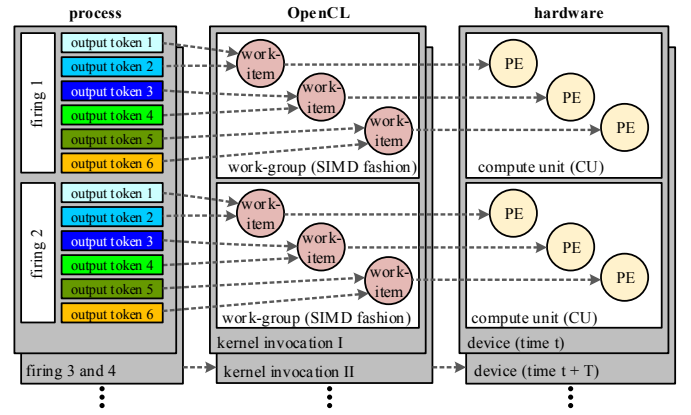 process
OpenCL
hardware
firing 1
output token 1
output token 2
output token 3
output token 4
output token 5
output token 6
work-
item
work-
item
work-
item
work-group (SIMD fashion)
PE
PE
PE
compute unit (CU)
firing 2
output token 1
output token 2
output token 3
output token 4
output token 5
output token 6
work-
item
work-
item
work-
item
work-group (SIMD fashion)
PE
PE
PE
compute unit (CU)
kernel invocation I
device (time t)
firing 3 and 4
kernel invocation II
device (time t + T)